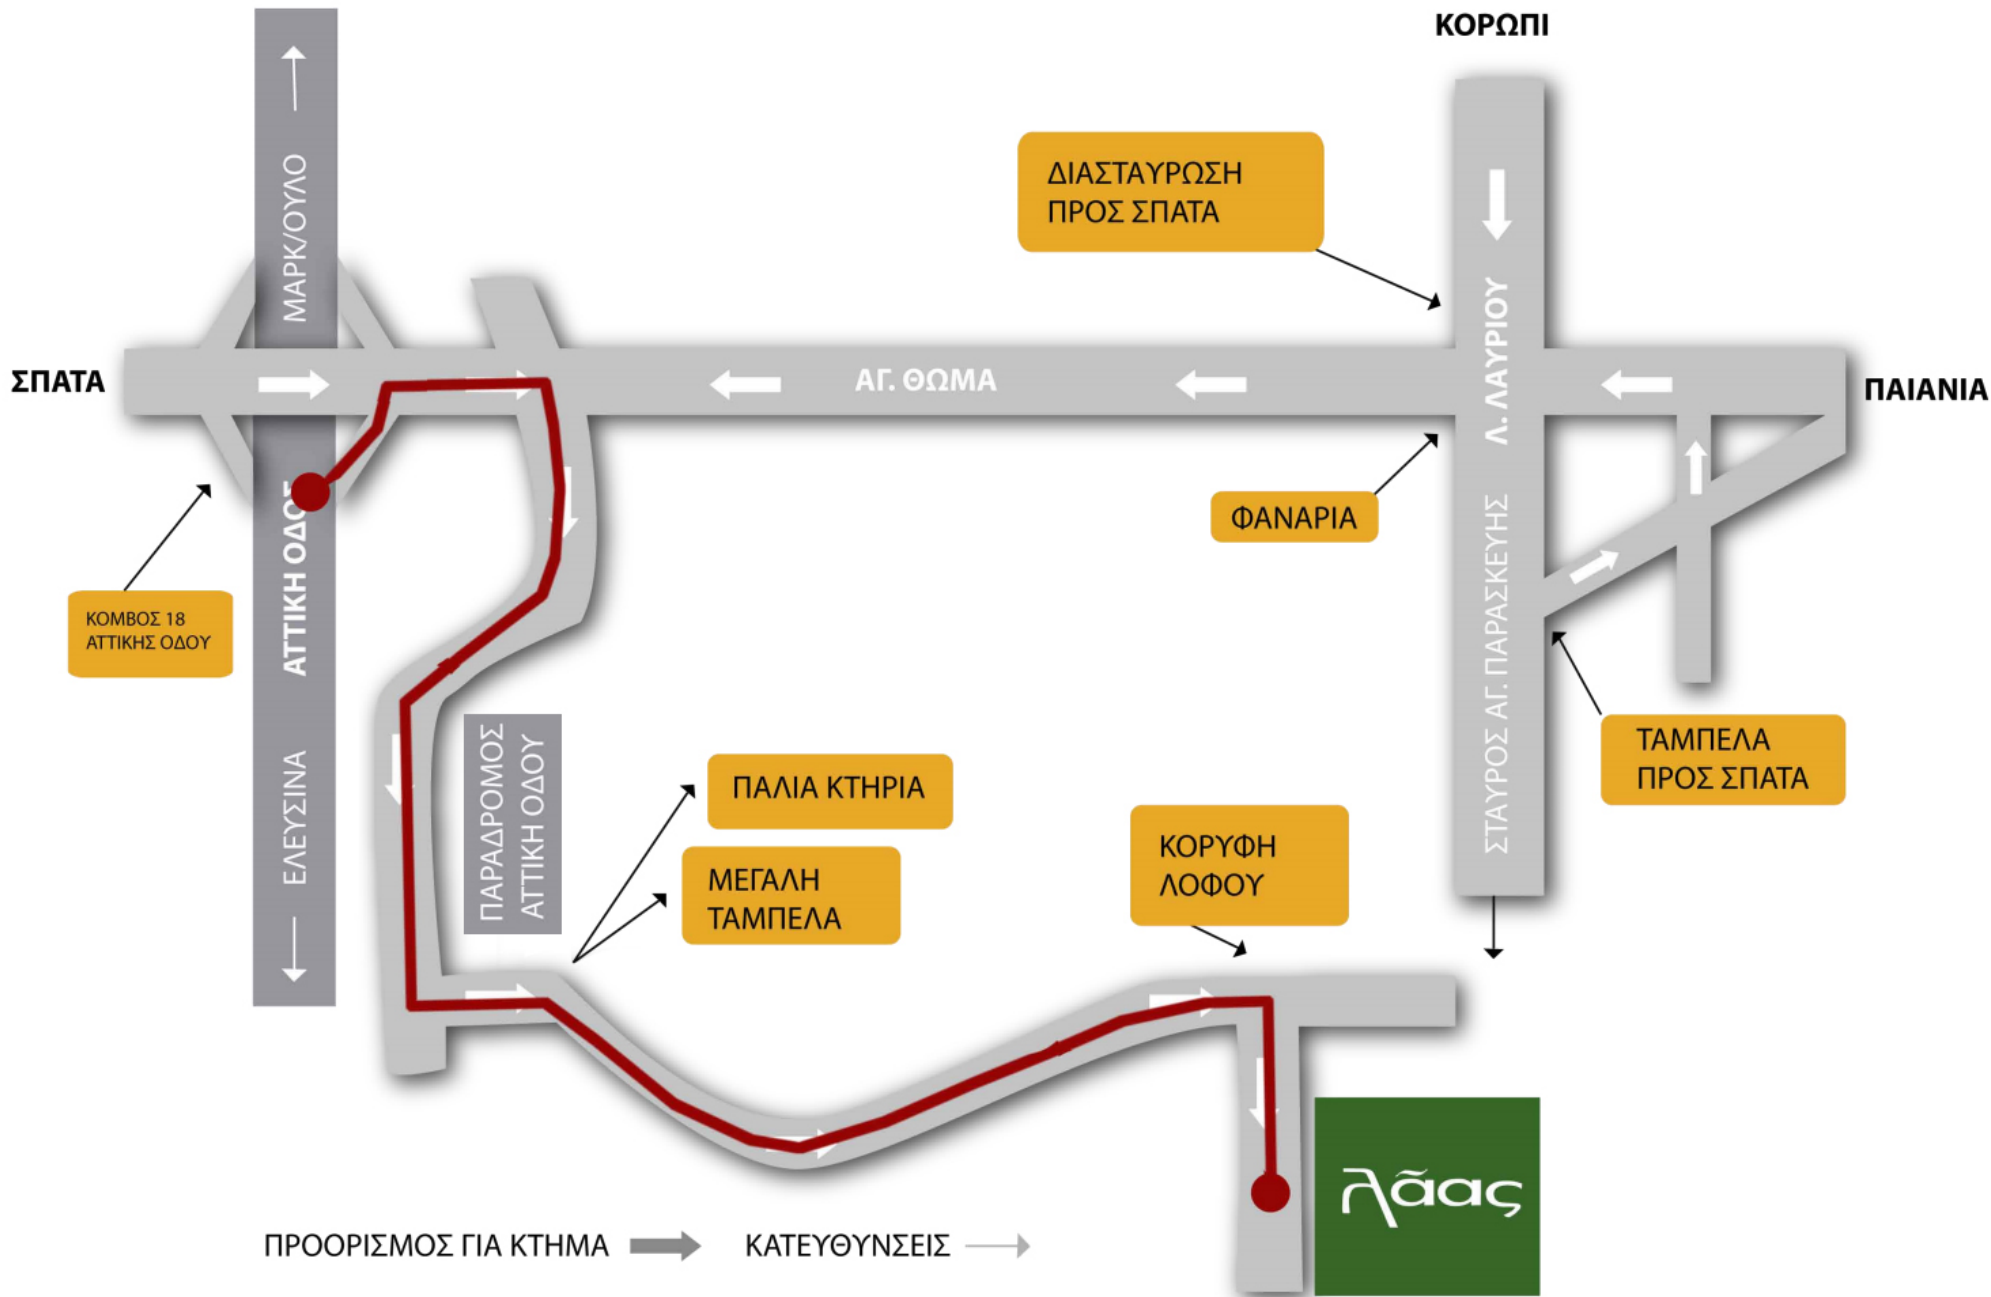 ΚΟΡΩΠΙ
ΔΙΑΣΤΑΥΡΩΣΗ
ΠΡΟΣ ΣΠΑΤΑ
ΜΑΡΚ/ΟΥΛΟ
ΣΠΑΤΑ
ΑΓ. ΘΩΜΑ
Λ. ΛΑΥΡΙΟΥ
ΠΑΙΑΝΙΑ
ΦΑΝΑΡΙΑ
ΑΤΤΙΚΗ ΟΔΟΣ
ΚΟΜΒΟΣ 18
ΑΤΤΙΚΗΣ ΟΔΟΥ
ΣΤΑΥΡΟΣ ΑΓ. ΠΑΡΑΣΚΕΥΗΣ
ΤΑΜΠΕΛΑ
ΠΡΟΣ ΣΠΑΤΑ
ΕΛΕΥΣΙΝΑ
ΠΑΡΑΔΡΟΜΟΣ
ΑΤΤΙΚΗ ΟΔΟΥ
ΠΑΛΙΑ ΚΤΗΡΙΑ
ΜΕΓΑΛΗ
ΤΑΜΠΕΛΑ
ΚΟΡΥΦΗ
ΛΟΦΟΥ
λᾶας
ΠΡΟΟΡΙΣΜΟΣ ΓΙΑ ΚΤΗΜΑ
ΚΑΤΕΥΘΥΝΣΕΙΣ